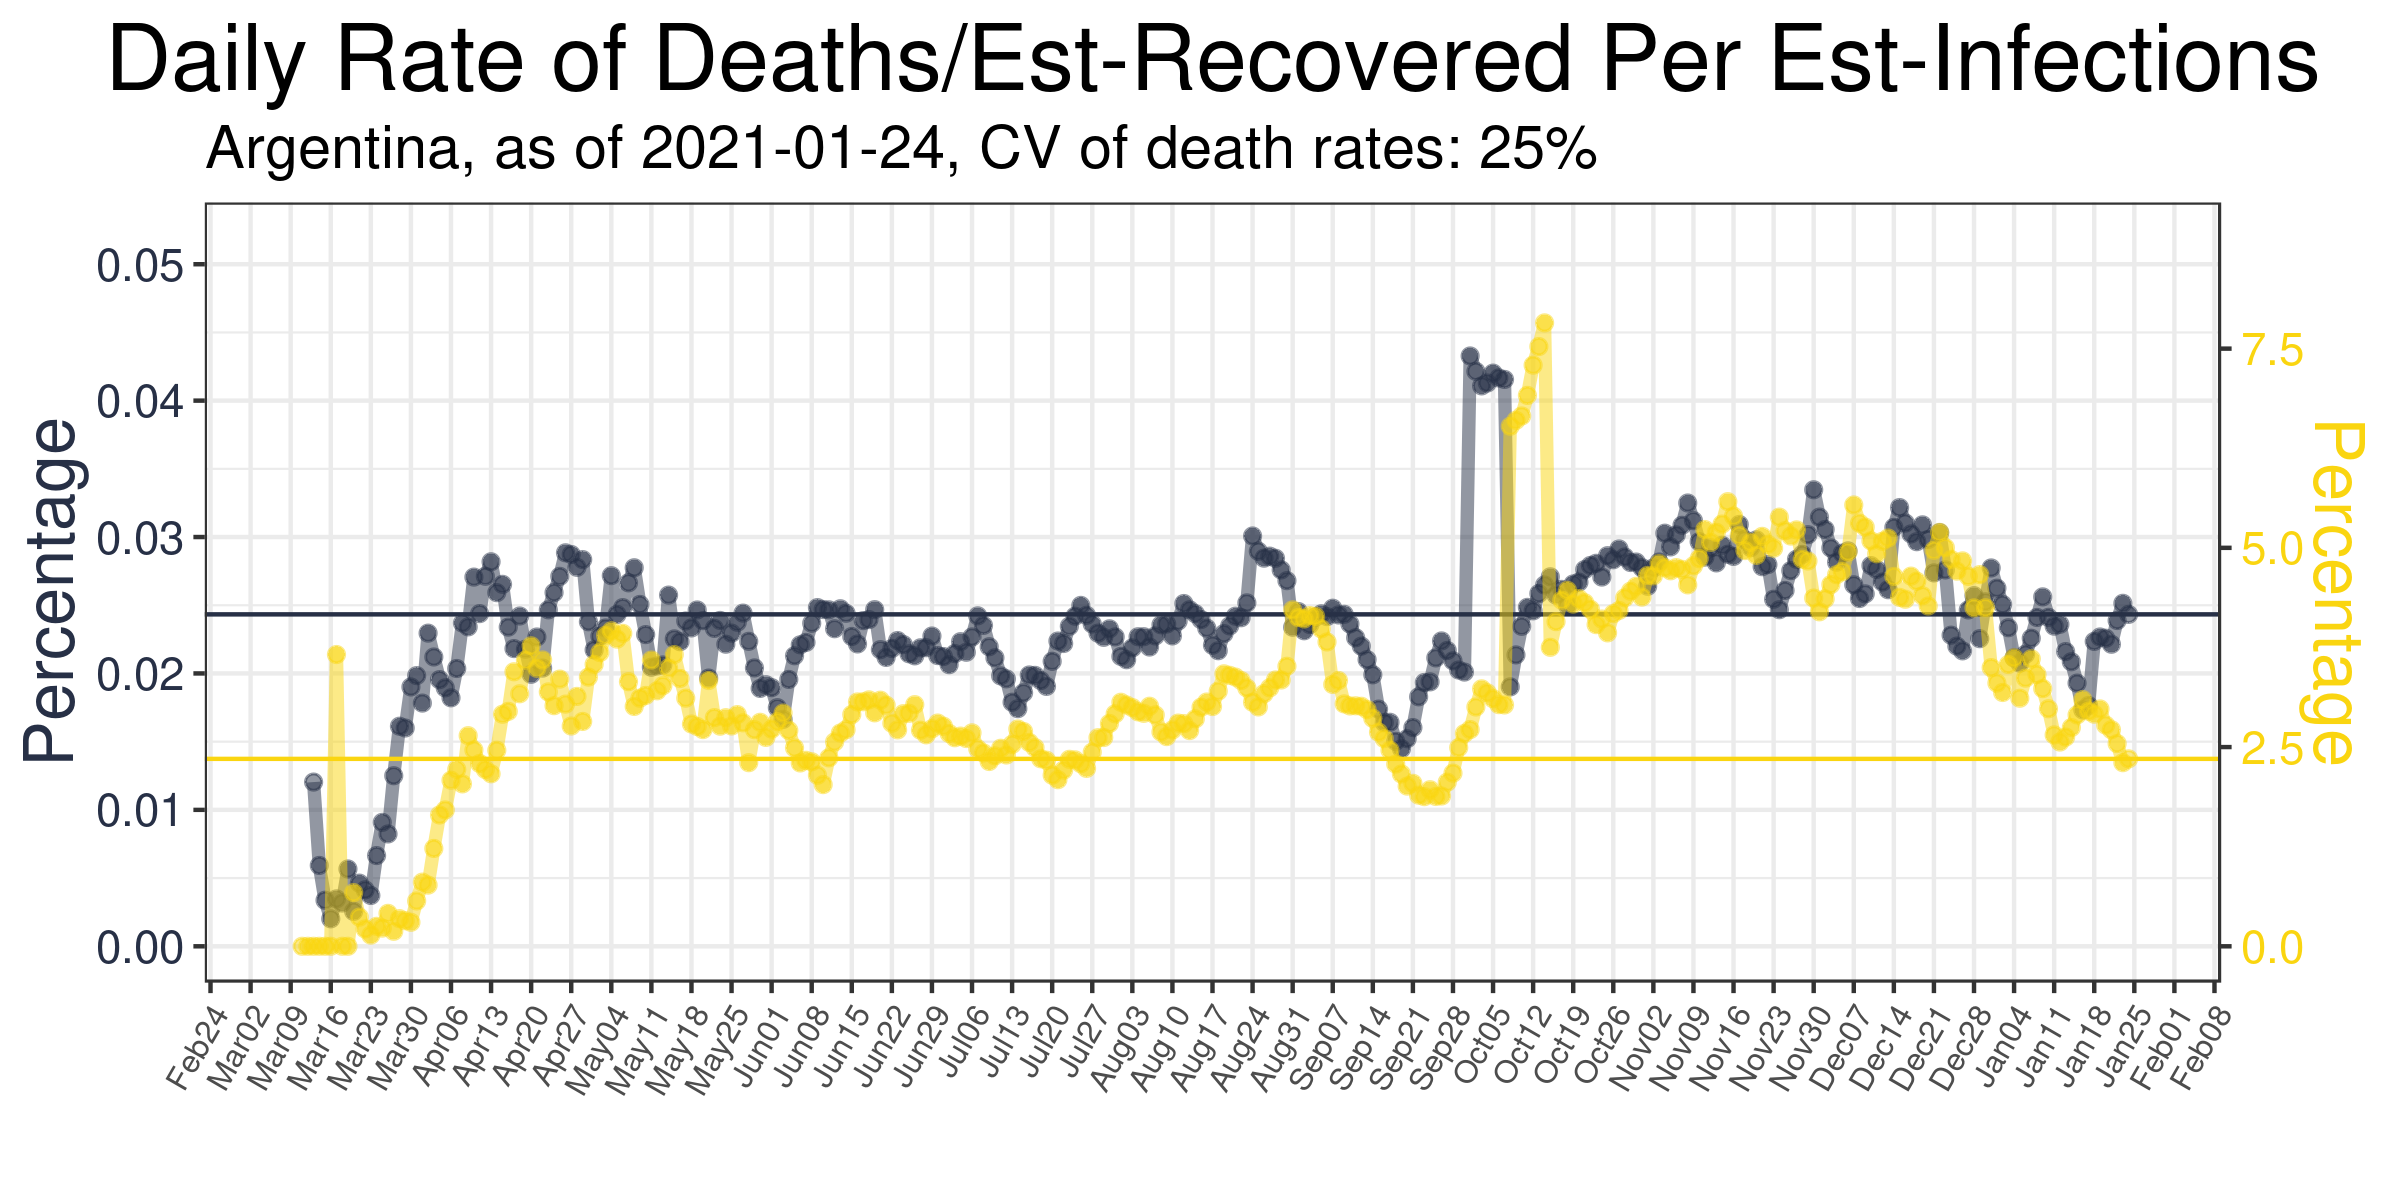 Daily Rate of Deaths/Est-Recovered Per Est-Infections
Argentina, as of 2021-01-24, CV of death rates: 25%
Percentage
0.05
0.04
0.03
0.02
0.01
0.00
7.5
5.0
2.5
0.0
Percentage
Feb24
Mar02
Mar09
Mar16
Mar23
Mar30
Apr06
Apr13
Apr20
Apr27
May04
May11
May18
May25
Jun01
Jun08
Jun15
Jun22
Jun29
Jul06
Jul13
Jul20
Jul27
Aug03
Aug10
Aug17
Aug24
Aug31
Sep07
Sep14
Sep21
Sep28
Oct05
Oct12
Oct19
Oct26
Nov02
Nov09
Nov16
Nov23
Nov30
Dec07
Dec14
Dec21
Dec28
Jan04
Jan11
Jan18
Jan25
Feb01
Feb08